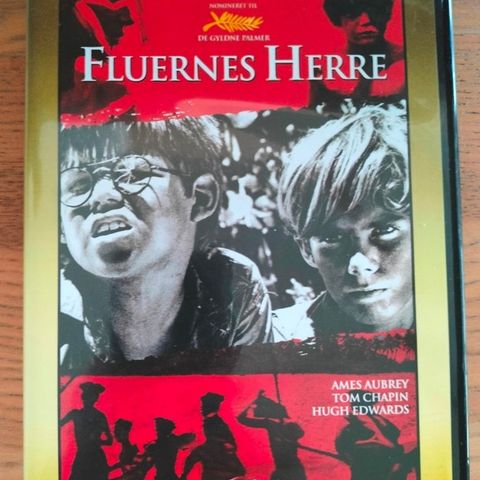 NOMINERET TIL
DE GYLDNE PALMER
FLUERNES HERRE
AMES AUBREY
TOM CHAPIN
HUGH EDWARDS